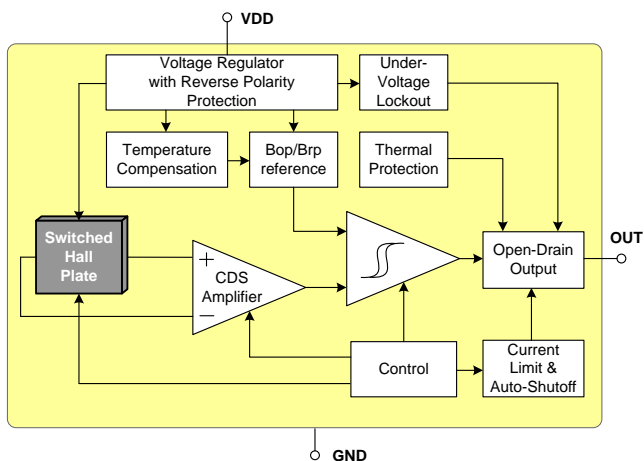 VDD
Voltage Regulator
with Reverse Polarity
Protection
Under-
Voltage
Lockout
Temperature
Compensation
Bop/Brp
reference
Thermal
Protection
Switched
Hall
Plate
+
CDS
Amplifier
−
Open-Drain
Output
OUT
Control
Current
Limit &
Auto-Shutoff
GND